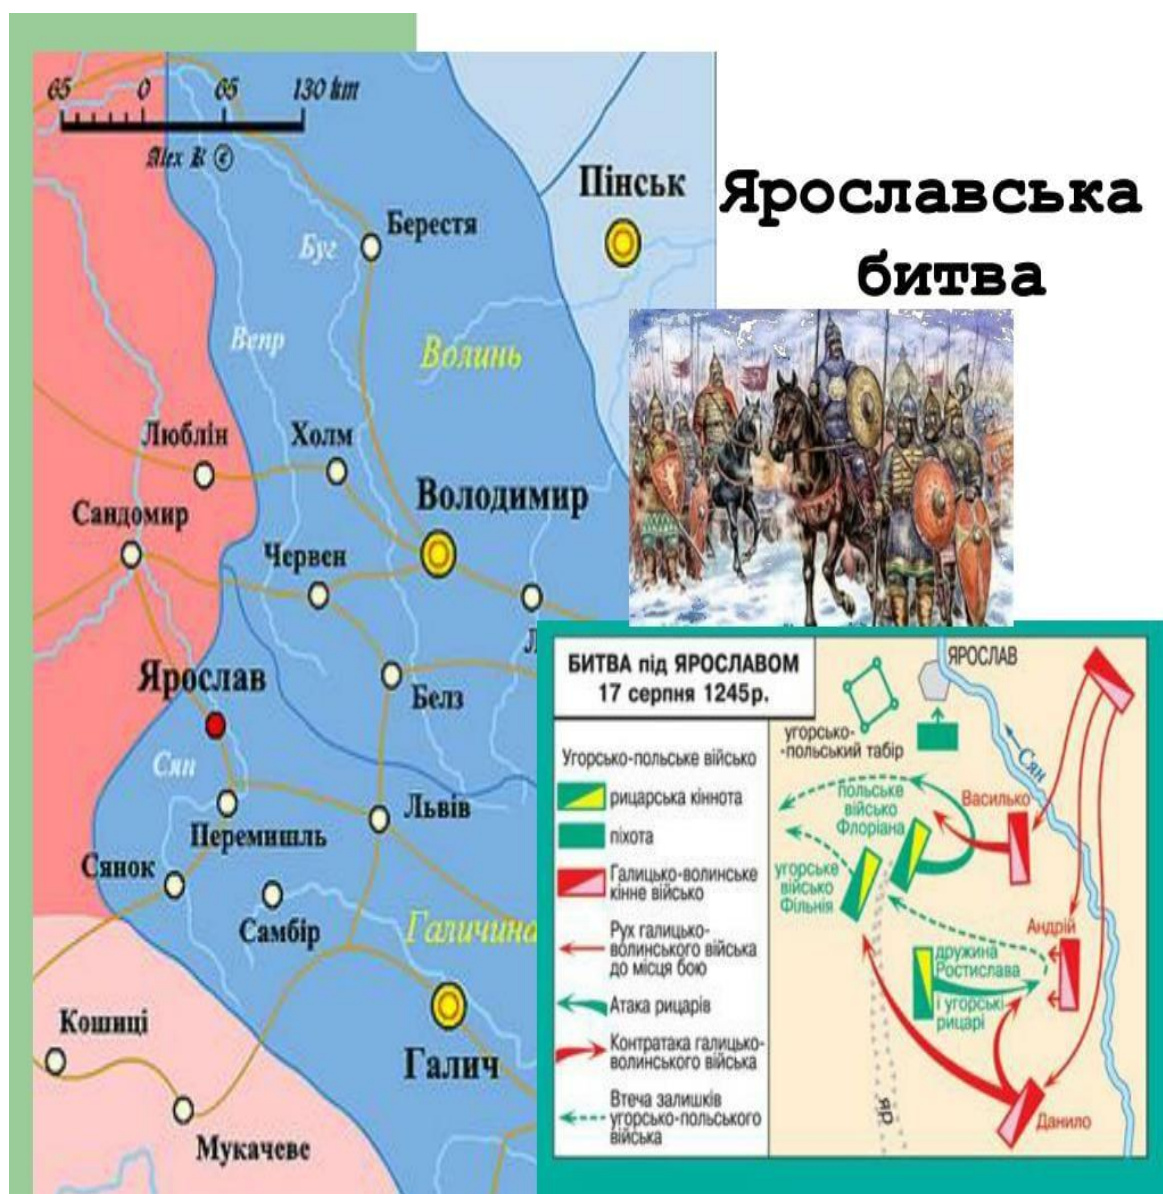 65 0 65 130 km
Alex K ©
Пінськ
Берестя
Буг
Вепр
Волинь
Люблін
Холм
Володимир
Сандомир
Червен
Л
Ярослав
Белз
Сян
Львів
Перемишль
Сянок
Самбір
Галичина
Кошиці
Галич
Мукачеве
Ярославська
битва
БИТВА під ЯРОСЛАВОМ
17 серпня 1245р.
Угорсько-польське військо
рицарська кіннота
піхота
Галицько-волинське
кінне військо
Рух галицько-
волинського війська
до місця бою
Атака рицарів
Контратака галицько-
волинського війська
Втеча залишків
угорсько-польського
війська
ЯРОСЛАВ
угорсько-
-польський табір
Сян
польське
військо
Флоріана
Василько
угорське
військо
Фільнія
Андрій
дружина
Ростислава
і угорські
рицарі
яр
Данило